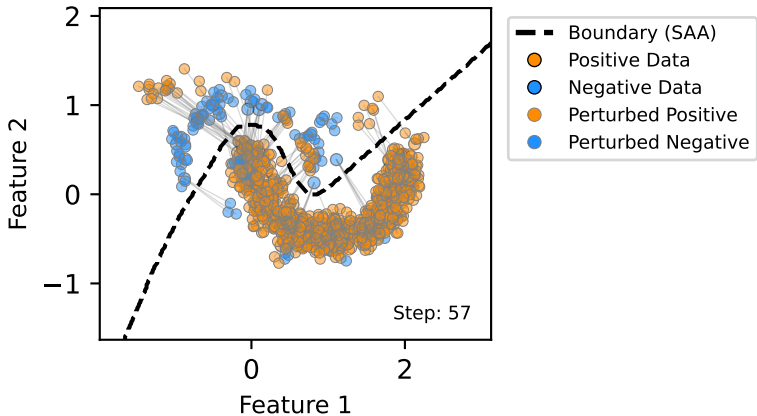 2
1
0
−1
Feature 2
0
2
Feature 1
Step: 57
Boundary (SAA)
Positive Data
Negative Data
Perturbed Positive
Perturbed Negative